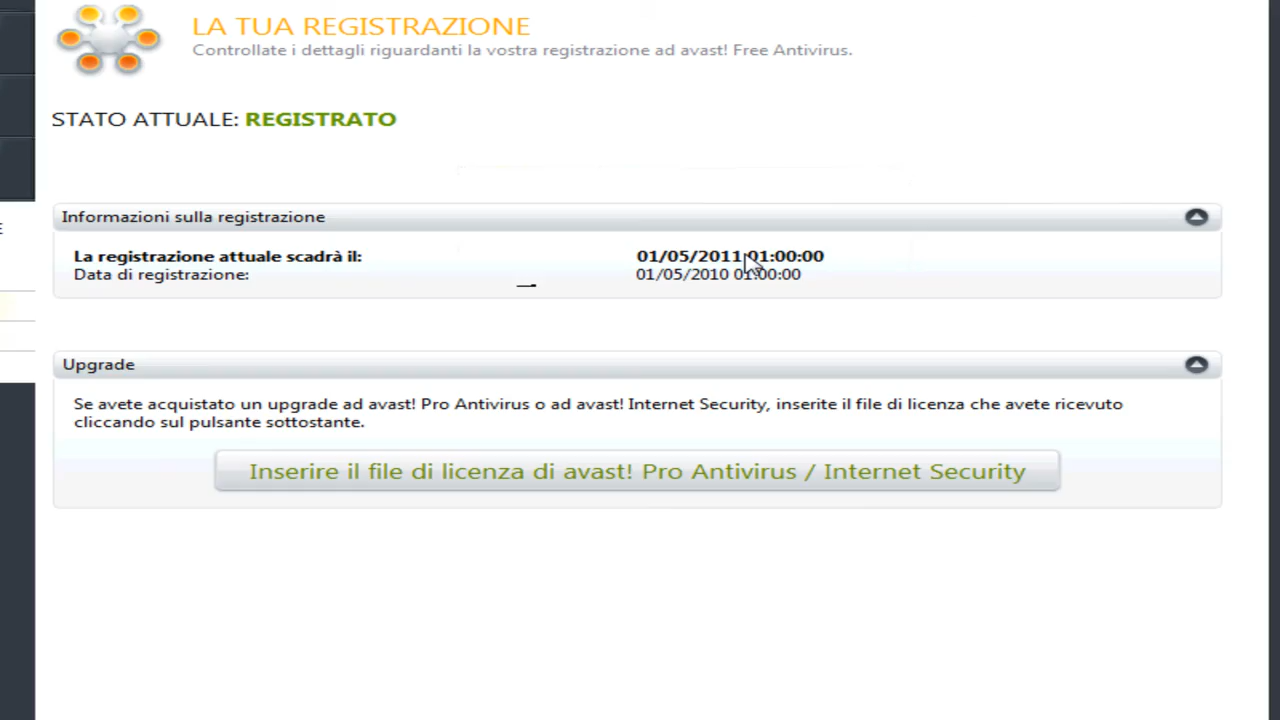 LA TUA REGISTRAZIONE
Controllate i dettagli riguardanti la vostra registrazione ad avast! Free Antivirus.
STATO ATTUALE: REGISTRATO
Informazioni sulla registrazione
La registrazione attuale scadrà il: 01/05/2011 01:00:00
Data di registrazione: 01/05/2010 01:00:00
Upgrade
Se avete acquistato un upgrade ad avast! Pro Antivirus o ad avast! Internet Security, inserite il file di licenza che avete ricevuto
cliccando sul pulsante sottostante.
Inserire il file di licenza di avast! Pro Antivirus / Internet Security